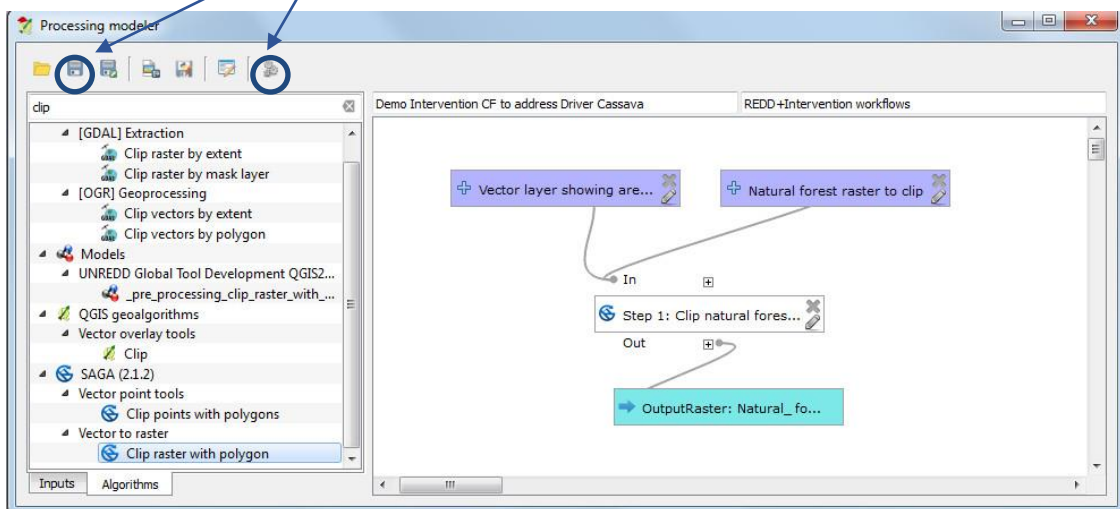 Processing modeler
clip
Demo Intervention CF to address Driver Cassava
REDD+Intervention workflows
[GDAL] Extraction
Clip raster by extent
Clip raster by mask layer
[OGR] Geoprocessing
Clip vectors by extent
Clip vectors by polygon
Models
UNREDD Global Tool Development QGIS2...
_pre_processing_clip_raster_with_...
QGIS geoalgorithms
Vector overlay tools
Clip
SAGA (2.1.2)
Vector point tools
Clip points with polygons
Vector to raster
Clip raster with polygon
Inputs
Algorithms
Vector layer showing are...
Natural forest raster to clip
In
Step 1: Clip natural fores...
Out
OutputRaster: Natural_ fo...